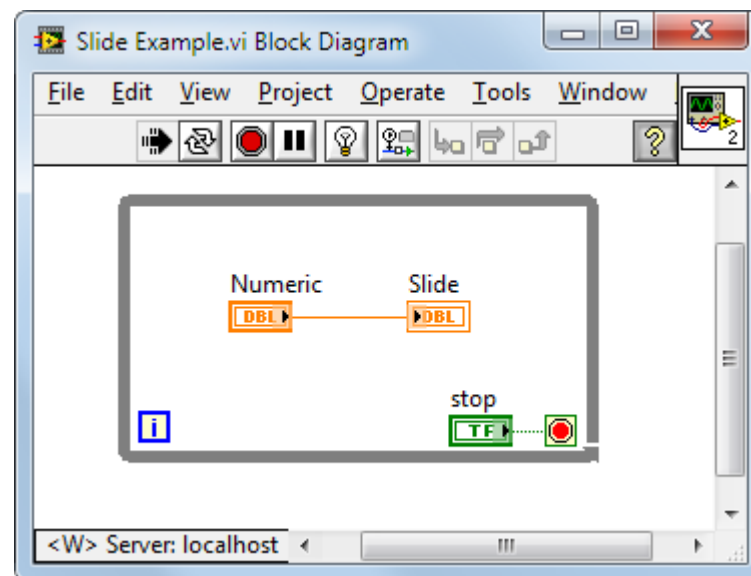 Slide Example.vi Block Diagram
File Edit View Project Operate Tools Window
2
Numeric Slide
DBL DBL
stop
i TF
<W> Server: localhost